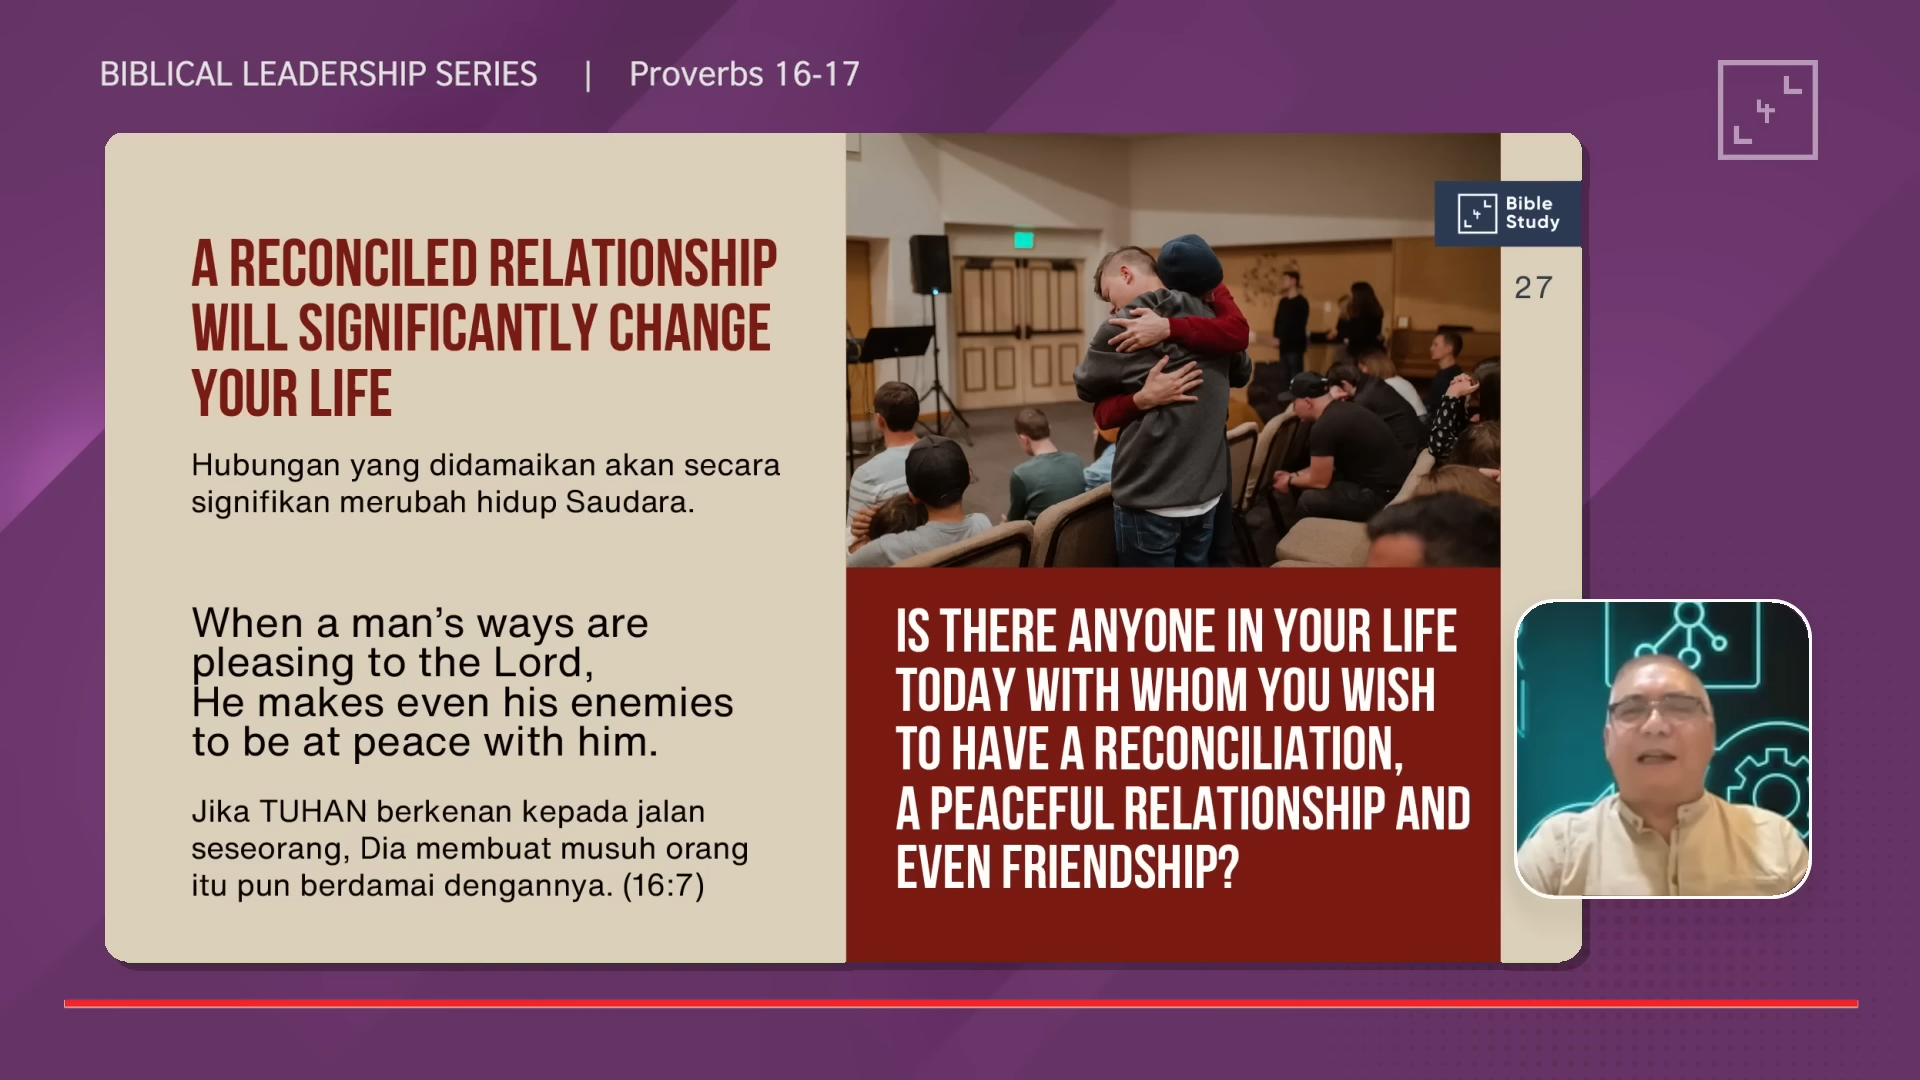 BIBLICAL LEADERSHIP SERIES | Proverbs 16-17
A RECONCILED RELATIONSHIP
WILL SIGNIFICANTLY CHANGE
YOUR LIFE
Hubungan yang didamaikan akan secara
signifikan merubah hidup Saudara.
When a man’s ways are
pleasing to the Lord,
He makes even his enemies
to be at peace with him.
Jika TUHAN berkenan kepada jalan
seseorang, Dia membuat musuh orang
itu pun berdamai dengannya. (16:7)
Bible
Study
27
IS THERE ANYONE IN YOUR LIFE
TODAY WITH WHOM YOU WISH
TO HAVE A RECONCILIATION,
A PEACEFUL RELATIONSHIP AND
EVEN FRIENDSHIP?